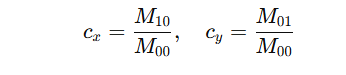 c_x = \frac{M_{10}}{M_{00}}, \quad c_y = \frac{M_{01}}{M_{00}}